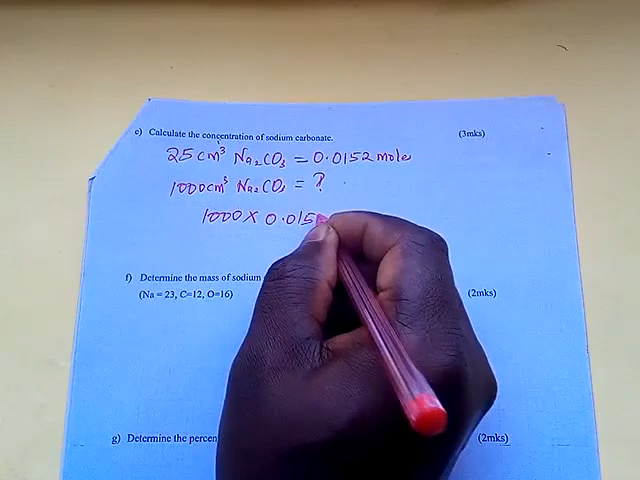 e) Calculate the concentration of sodium carbonate. (3mks)
25cm³ Na₂CO₃ = 0.0152 mole
1000cm³ Na₂CO₃ = ?
1000 × 0.015
f) Determine the mass of sodium (2mks)
(Na = 23, C=12, O=16)
g) Determine the percen (2mks)